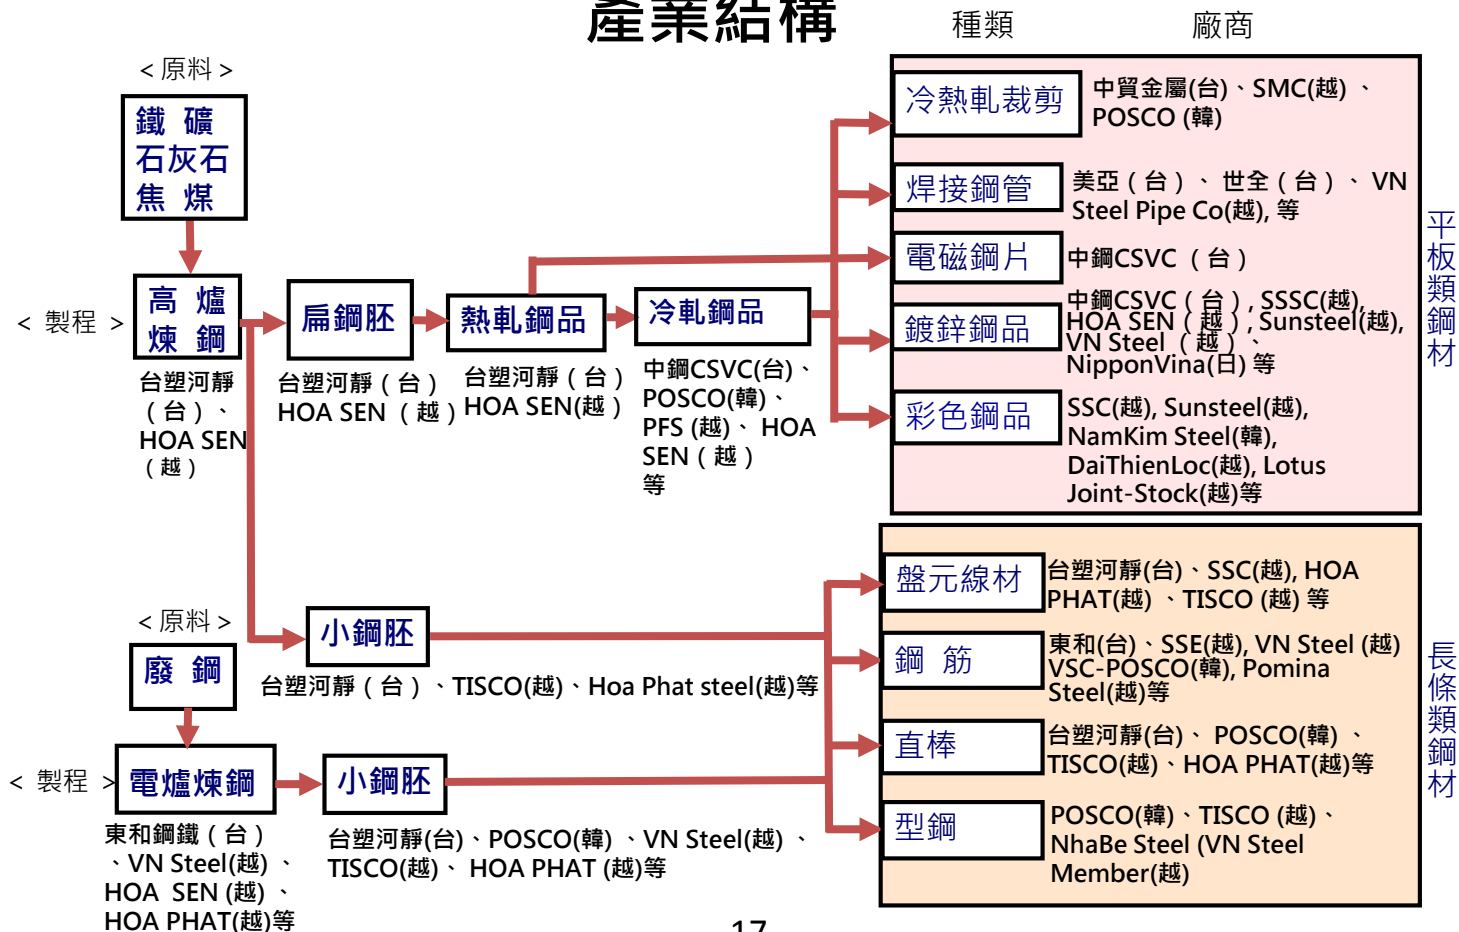 產業結構
種類
廠商
<原料>
鐵 礦
石灰石
焦 煤
< 製程 >
高 爐
煉 鋼
台塑河靜
（台）、
HOA SEN
（越）
扁鋼胚
台塑河靜（台）
HOA SEN （越）
熱軋鋼品
台塑河靜（台）
HOA SEN(越）
冷軋鋼品
中鋼CSVC(台)、
POSCO(韓)、
PFS (越)、 HOA
SEN（越）
等
冷熱軋裁剪
中貿金屬(台)、SMC(越) 、
POSCO (韓)
焊接鋼管
美亞（台）、 世全（台）、 VN
Steel Pipe Co(越), 等
電磁鋼片
中鋼CSVC （台）
鍍鋅鋼品
中鋼CSVC（台）, SSSC(越),
HOA SEN（越）, Sunsteel(越),
VN Steel （越）、
NipponVina(日) 等
彩色鋼品
SSC(越), Sunsteel(越),
NamKim Steel(韓),
DaiThienLoc(越), Lotus
Joint-Stock(越)等
平板類鋼材
小鋼胚
台塑河靜（台）、TISCO(越)、Hoa Phat steel(越)等
<原料>
廢 鋼
< 製程 >
電爐煉鋼
東和鋼鐵（台）
、VN Steel(越) 、
HOA SEN (越) 、
HOA PHAT(越)等
小鋼胚
台塑河靜(台)、POSCO(韓) 、VN Steel(越) 、
TISCO(越)、 HOA PHAT (越)等
盤元線材
台塑河靜(台)、SSC(越), HOA
PHAT(越) 、TISCO (越) 等
鋼 筋
東和(台)、SSE(越), VN Steel (越)
VSC-POSCO(韓), Pomina
Steel(越)等
直棒
台塑河靜(台)、 POSCO(韓) 、
TISCO(越)、HOA PHAT(越)等
型鋼
POSCO(韓)、TISCO (越)、
NhaBe Steel (VN Steel
Member(越)
長條類鋼材
17